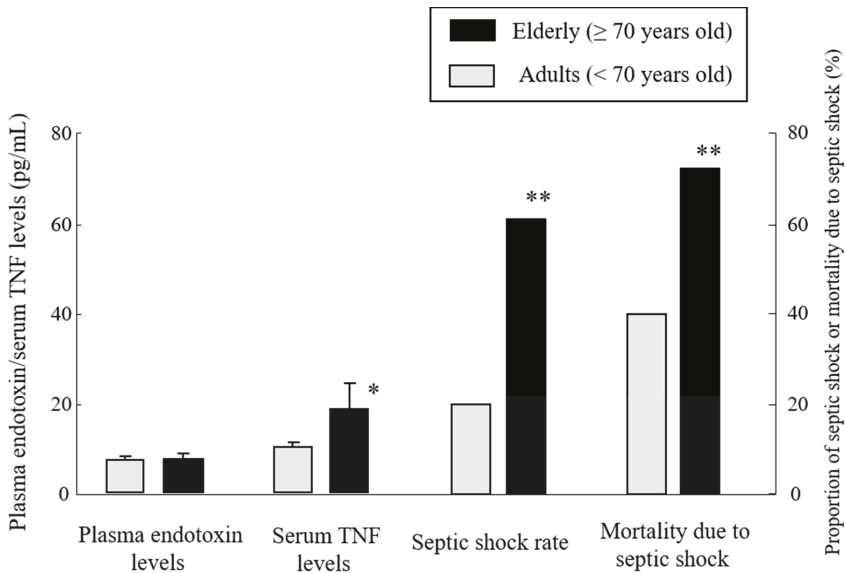 Elderly (≥ 70 years old)
Adults (< 70 years old)
Plasma endotoxin/serum TNF levels (pg/mL)
80
60
40
20
0
*
**
**
80
60
40
20
0
Proportion of septic shock or mortality due to septic shock (%)
Plasma endotoxin
levels
Serum TNF
levels
Septic shock rate
Mortality due to
septic shock